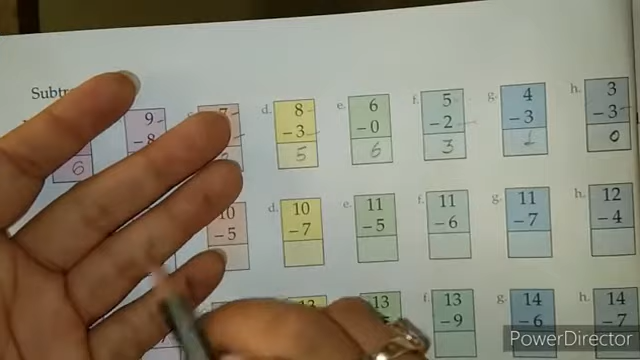 Subtr
9
- 8
6
d. 8
- 3
5
e. 6
- 0
6
f. 5
- 2
3
g. 4
- 3
1
h. 3
- 3
0
10
- 5
d. 10
- 7
e. 11
- 5
f. 11
- 6
g. 11
- 7
h. 12
- 4
13
f. 13
- 9
g. 14
- 6
h. 14
- 7
PowerDirector